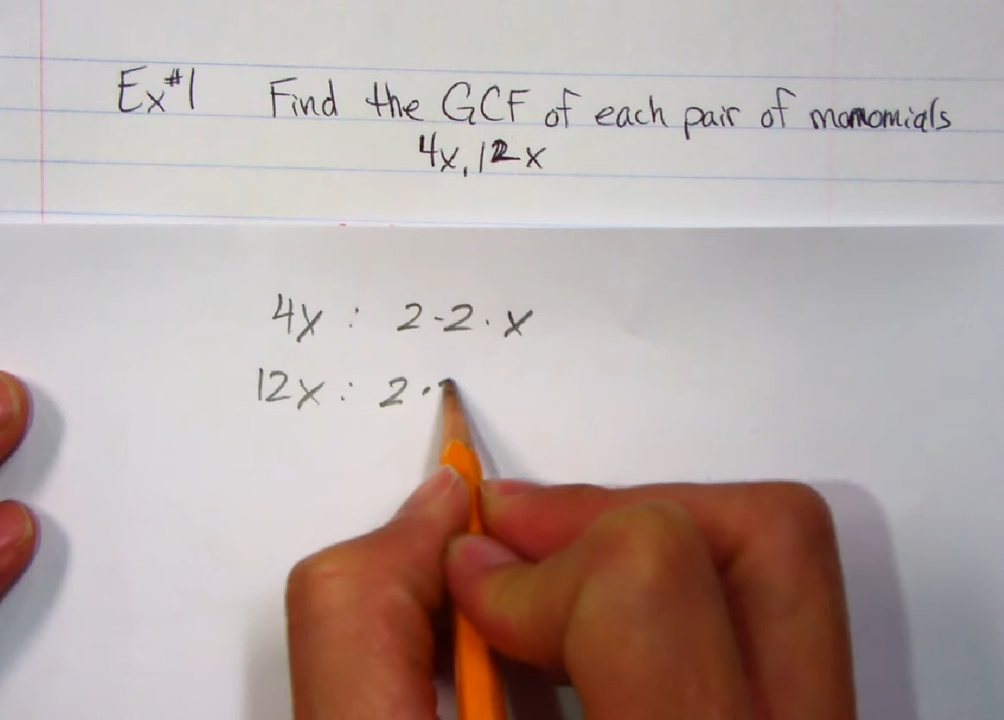 Ex#1 Find the GCF of each pair of monomials
4x, 12x
4x : 2·2·x
12x : 2·